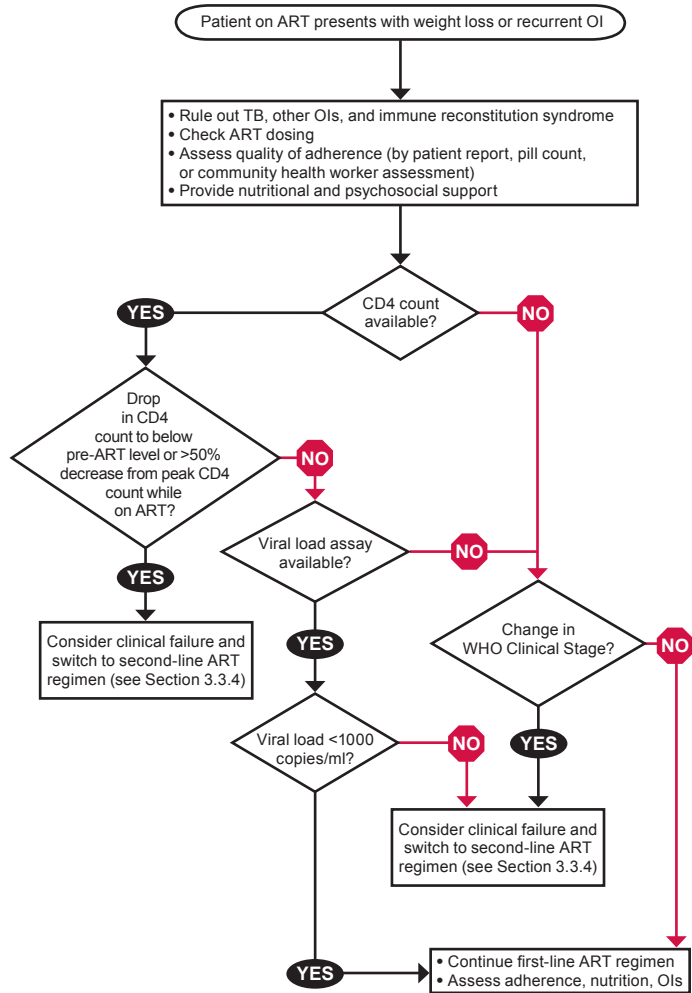 Patient on ART presents with weight loss or recurrent OI
• Rule out TB, other OIs, and immune reconstitution syndrome
• Check ART dosing
• Assess quality of adherence (by patient report, pill count,
or community health worker assessment)
• Provide nutritional and psychosocial support
CD4 count
available?
YES
NO
Drop
in CD4
count to below
pre-ART level or >50%
decrease from peak CD4
count while
on ART?
NO
Viral load assay
available?
NO
YES
Consider clinical failure and
switch to second-line ART
regimen (see Section 3.3.4)
YES
Change in
WHO Clinical Stage?
NO
Viral load <1000
copies/ml?
NO
YES
Consider clinical failure and
switch to second-line ART
regimen (see Section 3.3.4)
YES
• Continue first-line ART regimen
• Assess adherence, nutrition, OIs